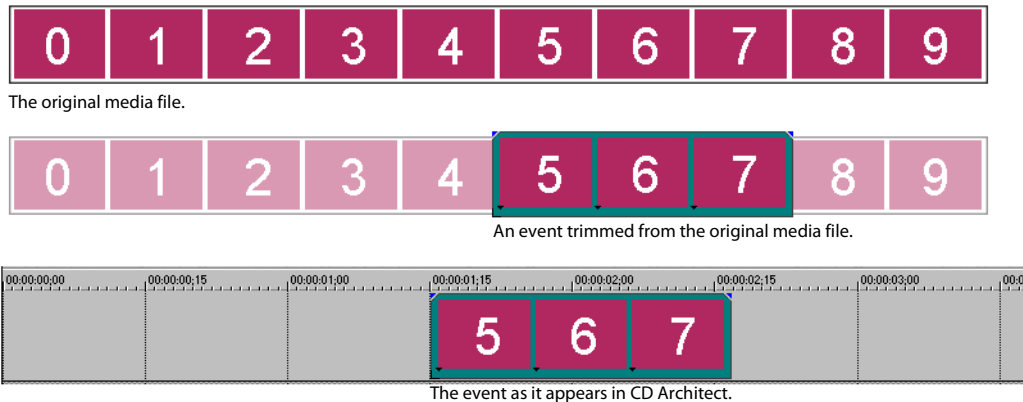 0 1 2 3 4 5 6 7 8 9
The original media file.
0 1 2 3 4 5 6 7 8 9
An event trimmed from the original media file.
00:00:00;00 00:00:00;15 00:00:01;00 00:00:01;15 00:00:02;00 00:00:02;15 00:00:03;00 00:0
5 6 7
The event as it appears in CD Architect.